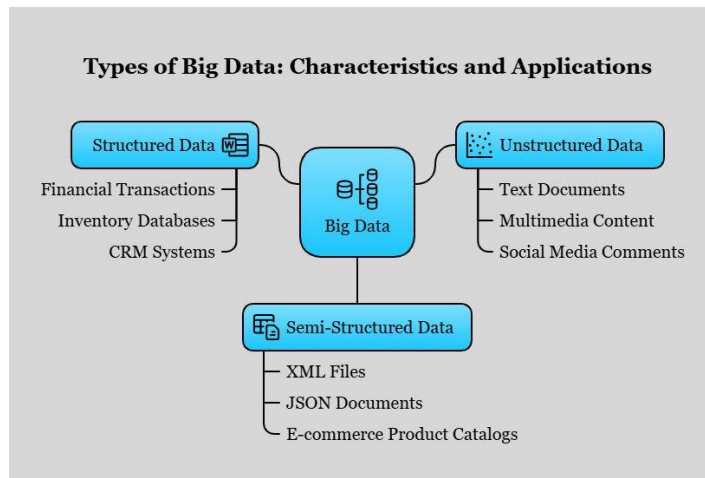 Types of Big Data: Characteristics and Applications
Structured Data W
Financial Transactions
Inventory Databases
CRM Systems
Big Data
Unstructured Data
Text Documents
Multimedia Content
Social Media Comments
Semi-Structured Data
XML Files
JSON Documents
E-commerce Product Catalogs